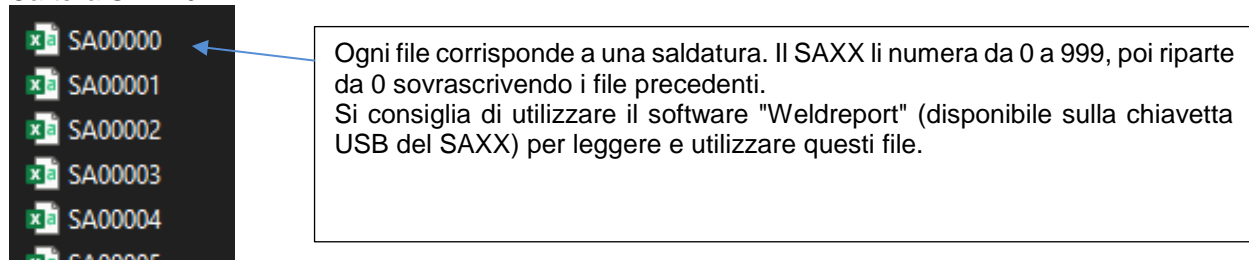 SA00000
SA00001
SA00002
SA00003
SA00004
Ogni file corrisponde a una saldatura. Il SAXX li numera da 0 a 999, poi riparte
da 0 sovrascrivendo i file precedenti.
Si consiglia di utilizzare il software "Weldreport" (disponibile sulla chiavetta
USB del SAXX) per leggere e utilizzare questi file.